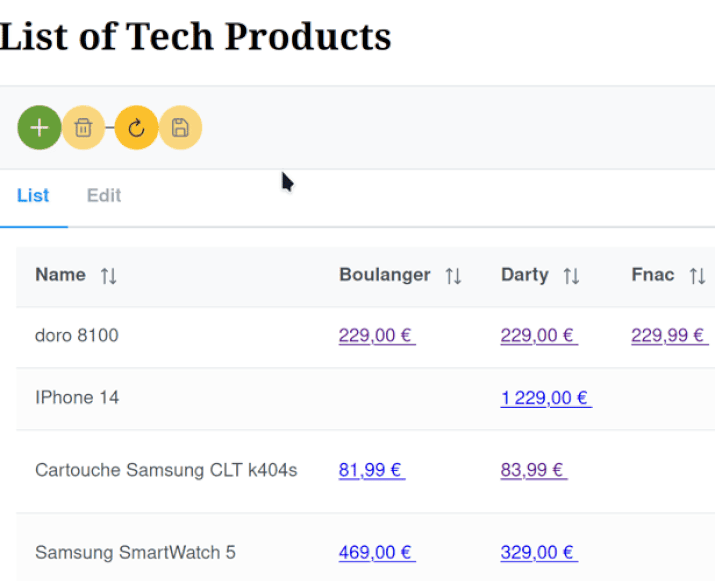 List of Tech Products
List Edit
Name Boulanger Darty Fnac
doro 8100 229,00 € 229,00 € 229,99 €
IPhone 14 1 229,00 €
Cartouche Samsung CLT k404s 81,99 € 83,99 €
Samsung SmartWatch 5 469,00 € 329,00 €